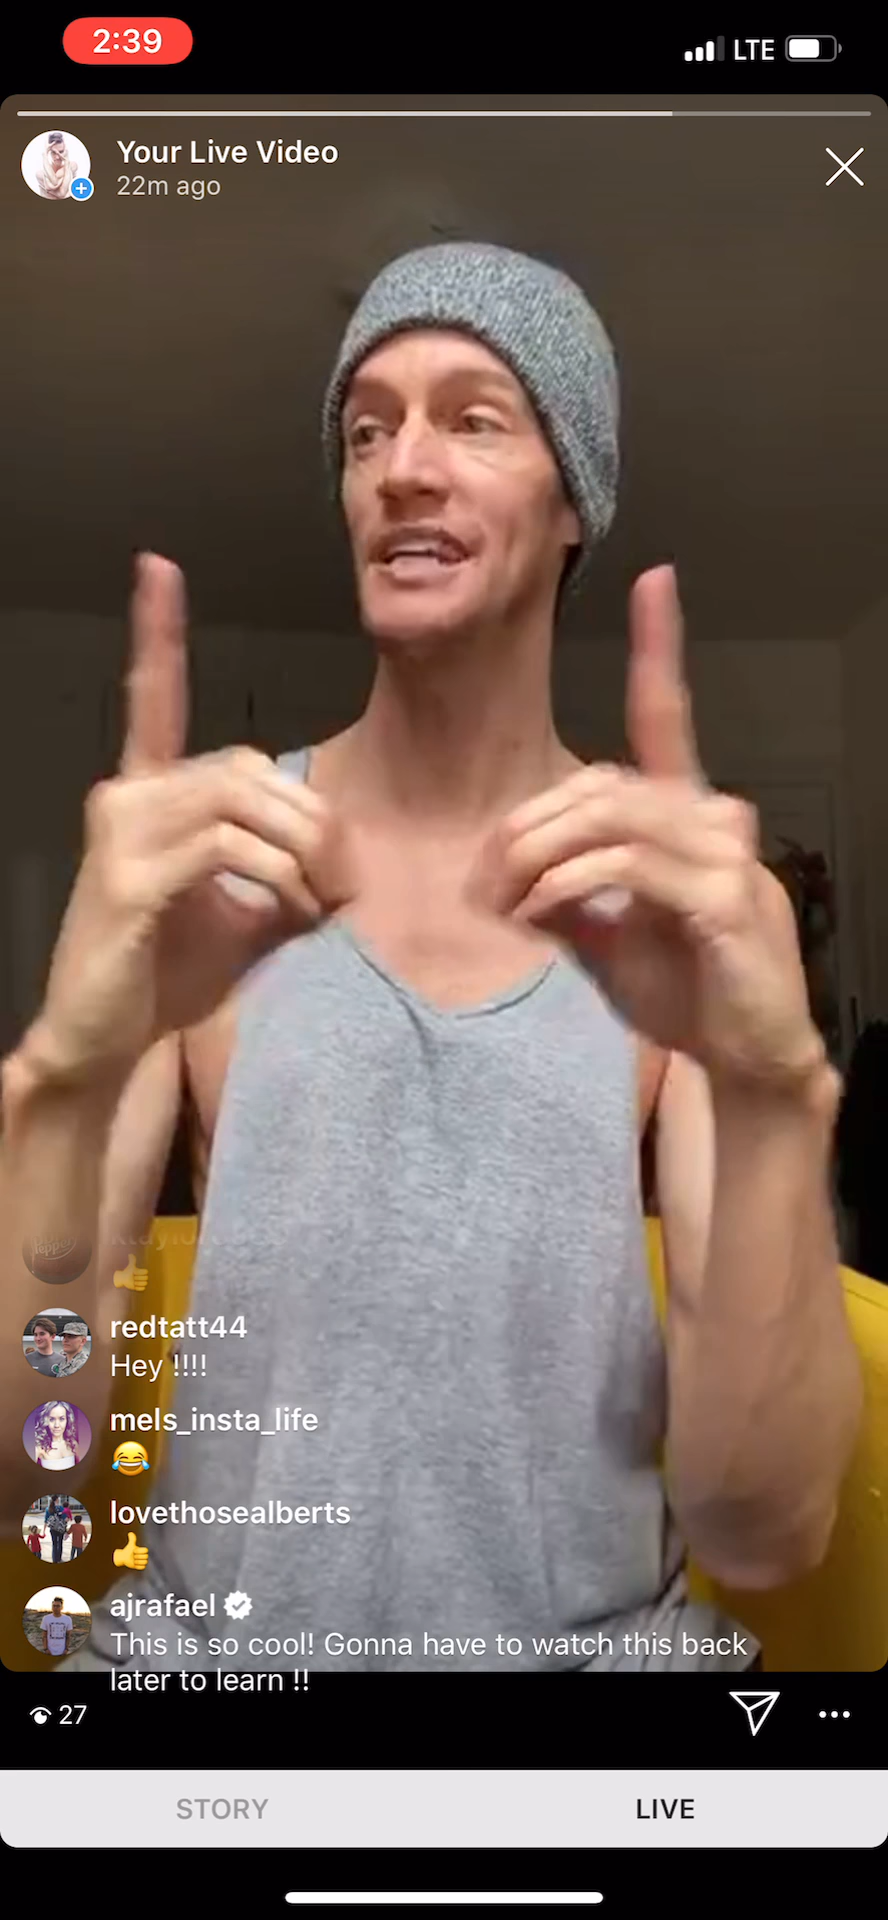 2:39
LTE
Your Live Video
22m ago
Pepper
redtatt44
Hey !!!!
mels_insta_life
😂
lovethosealberts
👍
ajrafael
This is so cool! Gonna have to watch this back
later to learn !!
27
STORY
LIVE